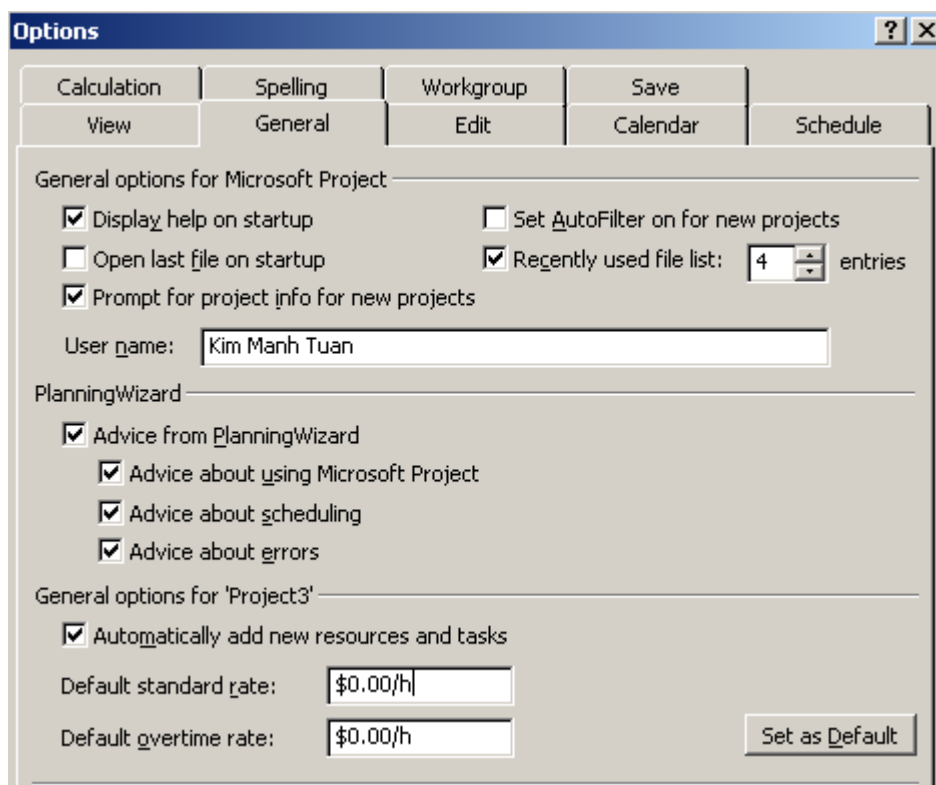 Options
Calculation Spelling Workgroup Save
View General Edit Calendar Schedule
General options for Microsoft Project
Display help on startup Set AutoFilter on for new projects
Open last file on startup Recently used file list: 4 entries
Prompt for project info for new projects
User name: Kim Manh Tuan
PlanningWizard
Advice from PlanningWizard
Advice about using Microsoft Project
Advice about scheduling
Advice about errors
General options for 'Project3'
Automatically add new resources and tasks
Default standard rate: $0.00/h
Default overtime rate: $0.00/h Set as Default